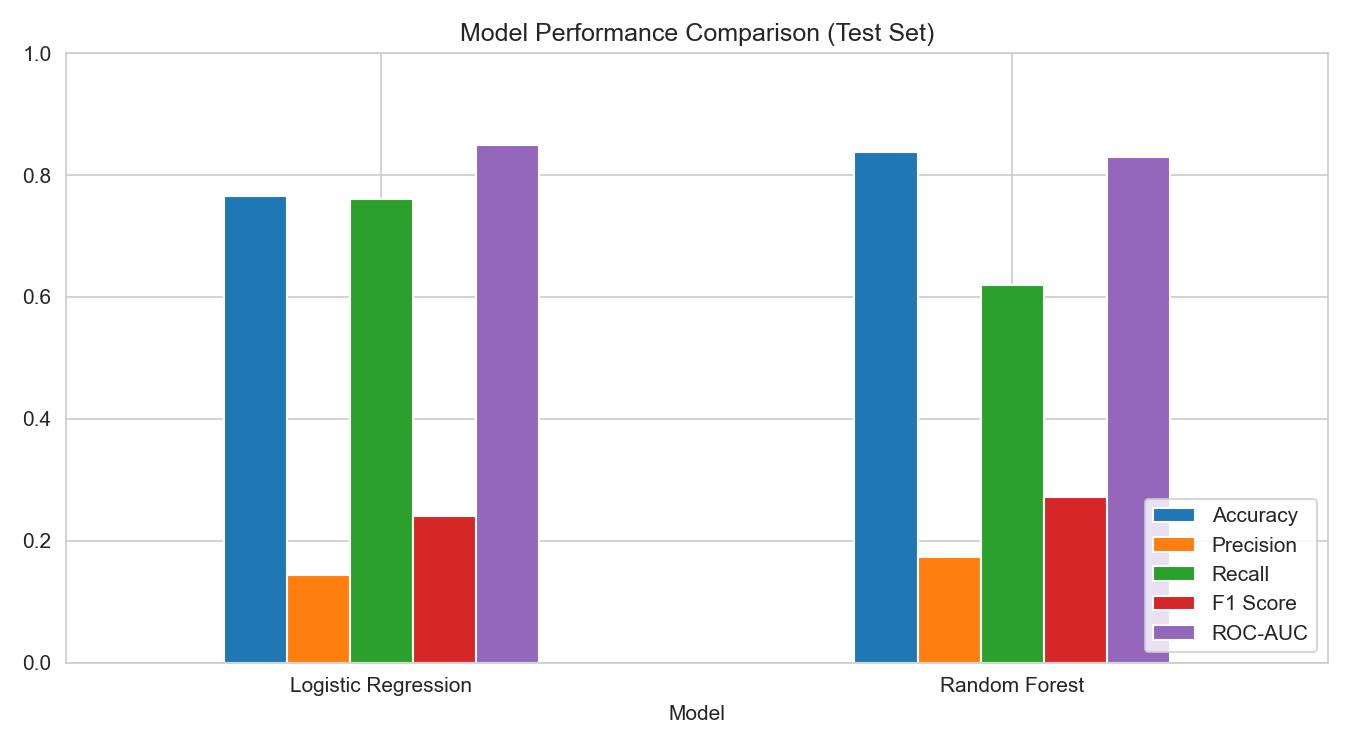 Model Performance Comparison (Test Set)
1.0
0.8
0.6
0.4
0.2
0.0
Accuracy
Precision
Recall
F1 Score
ROC-AUC
Logistic Regression
Random Forest
Model